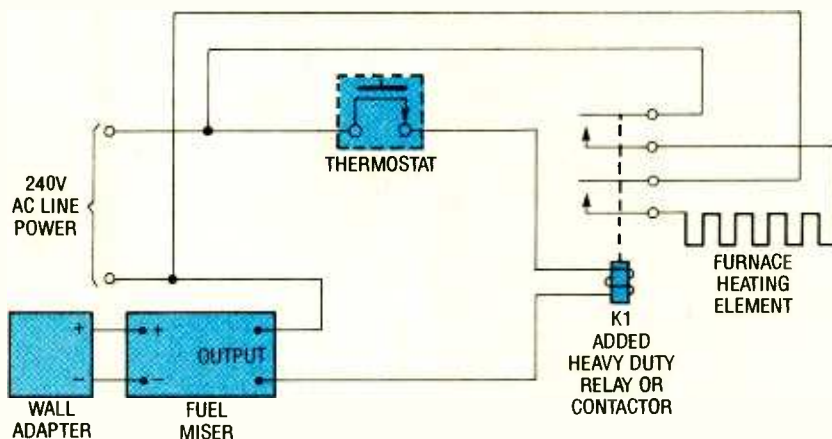 THERMOSTAT
240V
AC LINE
POWER
FURNACE
HEATING
ELEMENT
K1
ADDED
HEAVY DUTY
RELAY OR
CONTACTOR
+
−
+
−
OUTPUT
WALL
ADAPTER
FUEL
MISER